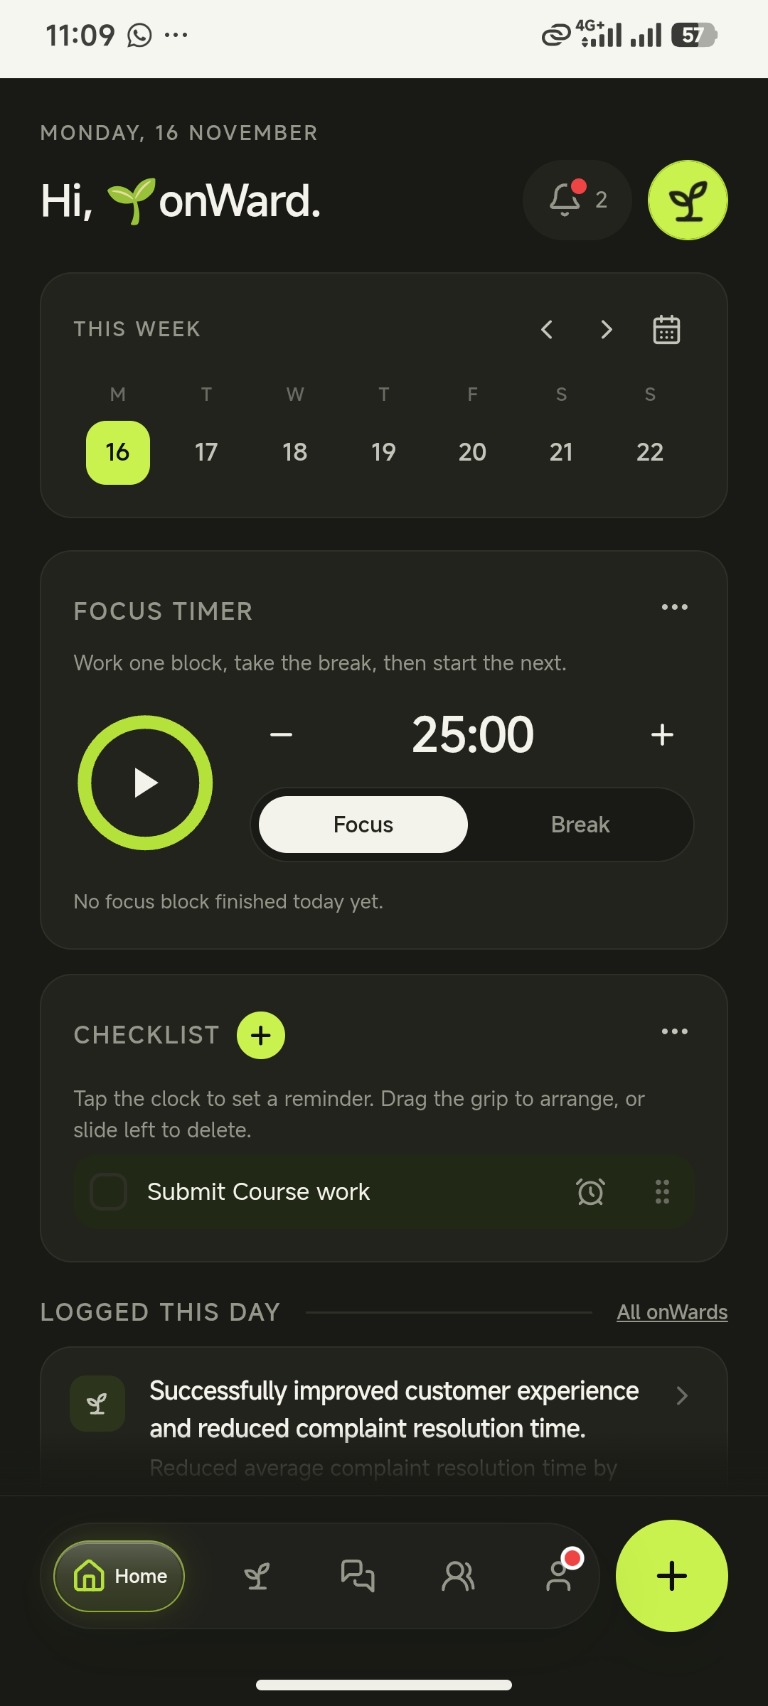 11:09
4G+
57
MONDAY, 16 NOVEMBER
Hi, 🌱onWard.
2
THIS WEEK
M T W T F S S
16 17 18 19 20 21 22
FOCUS TIMER
Work one block, take the break, then start the next.
25:00
Focus Break
No focus block finished today yet.
CHECKLIST
Tap the clock to set a reminder. Drag the grip to arrange, or
slide left to delete.
Submit Course work
LOGGED THIS DAY All onWards
Successfully improved customer experience
and reduced complaint resolution time.
Reduced average complaint resolution time by
Home